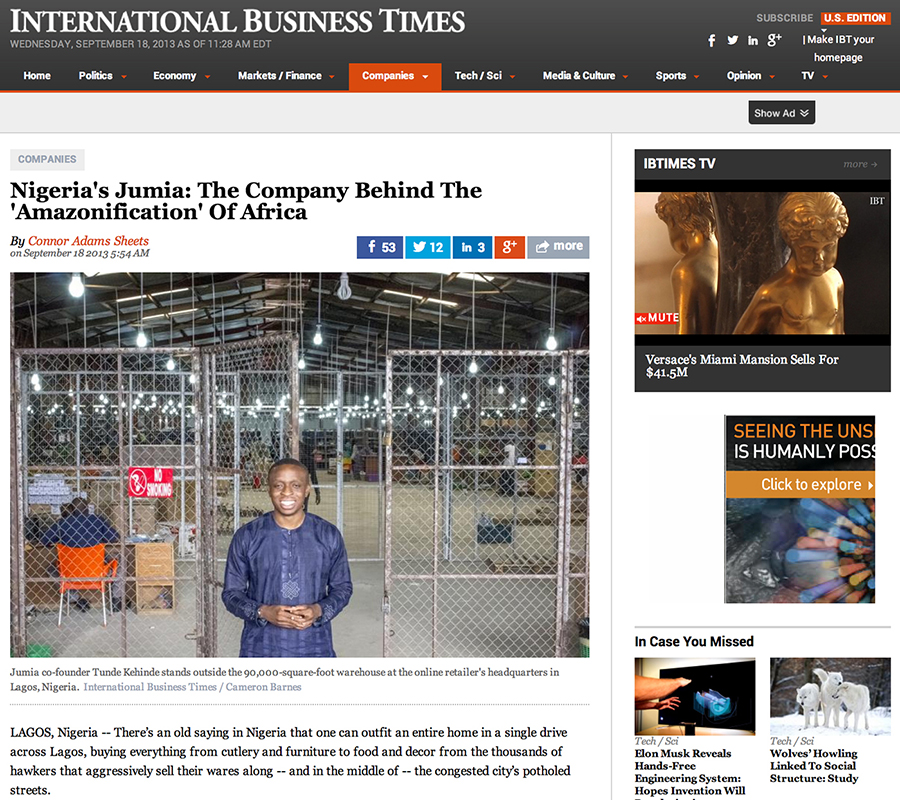 INTERNATIONAL BUSINESS TIMES
WEDNESDAY, SEPTEMBER 18, 2013 AS OF 11:28 AM EDT
SUBSCRIBE U.S. EDITION
f in g+ | Make IBT your
homepage
Home Politics Economy Markets / Finance Companies Tech / Sci Media & Culture Sports Opinion TV
Show Ad
COMPANIES
Nigeria's Jumia: The Company Behind The
'Amazonification' Of Africa
By Connor Adams Sheets
on September 18 2013 5:54 AM
f 53 12 in 3 g+ more
NO
SMOKING
Jumia co-founder Tunde Kehinde stands outside the 90,000-square-foot warehouse at the online retailer's headquarters in
Lagos, Nigeria. International Business Times / Cameron Barnes
LAGOS, Nigeria -- There's an old saying in Nigeria that one can outfit an entire home in a single drive
across Lagos, buying everything from cutlery and furniture to food and decor from the thousands of
hawkers that aggressively sell their wares along -- and in the middle of -- the congested city's potholed
streets.
IBTIMES TV more
IBT
MUTE
Versace's Miami Mansion Sells For
$41.5M
SEEING THE UNS
IS HUMANLY POSS
Click to explore
In Case You Missed
Tech / Sci
Elon Musk Reveals
Hands-Free
Engineering System:
Hopes Invention Will
Tech / Sci
Wolves' Howling
Linked To Social
Structure: Study